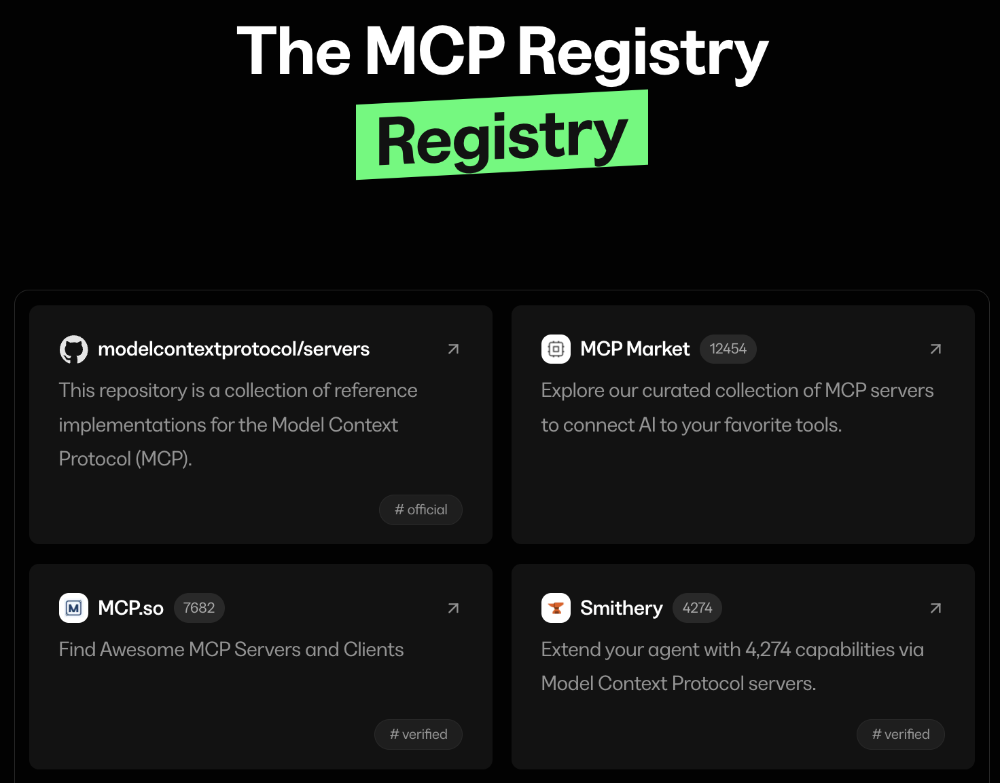 The MCP Registry
Registry
modelcontextprotocol/servers
This repository is a collection of reference
implementations for the Model Context
Protocol (MCP).
# official
MCP Market 12454
Explore our curated collection of MCP servers
to connect AI to your favorite tools.
M
MCP.so 7682
Find Awesome MCP Servers and Clients
# verified
Smithery 4274
Extend your agent with 4,274 capabilities via
Model Context Protocol servers.
# verified